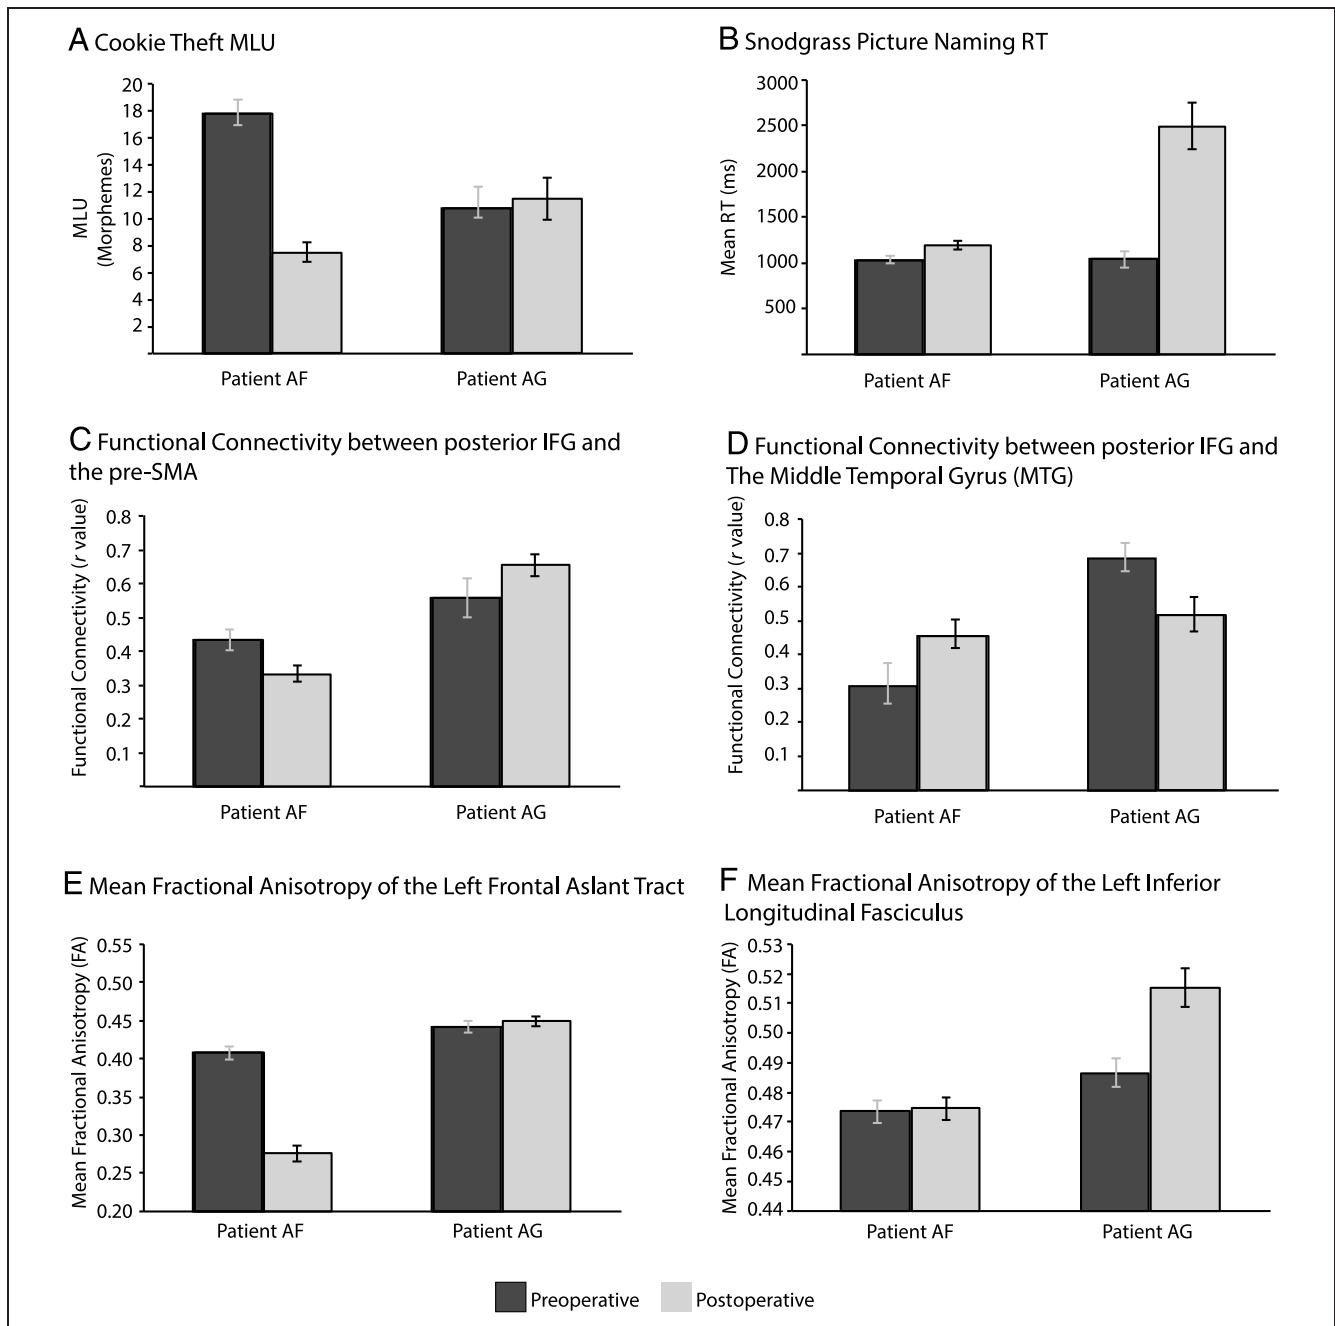 A Cookie Theft MLU
MLU
(Morphemes)
20
18
16
14
12
10
8
6
4
2
Patient AF
Patient AG
B Snodgrass Picture Naming RT
Mean RT (ms)
3000
2500
2000
1500
1000
500
Patient AF
Patient AG
C Functional Connectivity between posterior IFG and
the pre-SMA
Functional Connectivity (r value)
0.8
0.7
0.6
0.5
0.4
0.3
0.2
0.1
Patient AF
Patient AG
D Functional Connectivity between posterior IFG and
The Middle Temporal Gyrus (MTG)
Functional Connectivity (r value)
0.8
0.7
0.6
0.5
0.4
0.3
0.2
0.1
Patient AF
Patient AG
E Mean Fractional Anisotropy of the Left Frontal Aslant Tract
Mean Fractional Anisotropy (FA)
0.55
0.50
0.45
0.40
0.35
0.30
0.25
0.20
Patient AF
Patient AG
F Mean Fractional Anisotropy of the Left Inferior
Longitudinal Fasciculus
Mean Fractional Anisotropy (FA)
0.53
0.52
0.51
0.50
0.49
0.48
0.47
0.46
0.45
0.44
Patient AF
Patient AG
Preoperative
Postoperative